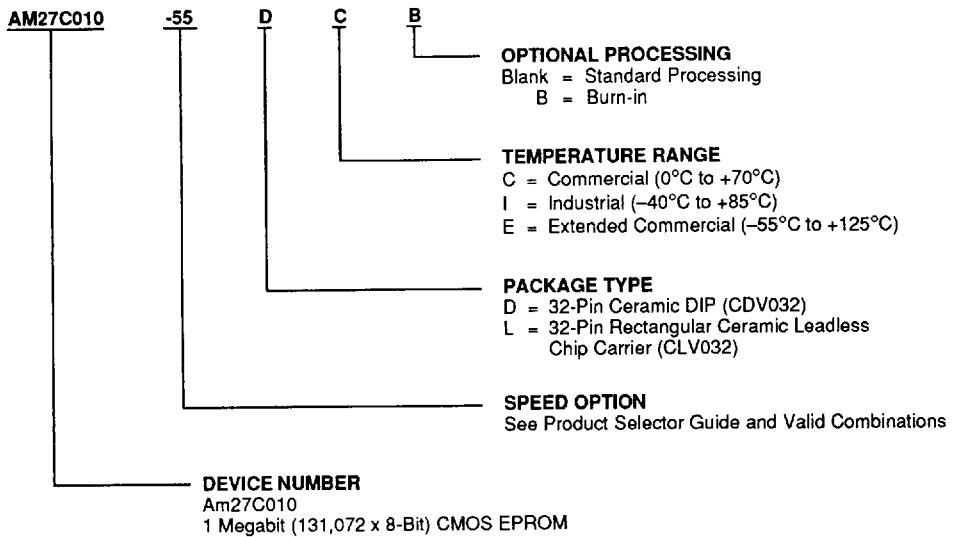 AM27C010 -55 D C B
OPTIONAL PROCESSING
Blank = Standard Processing
B = Burn-in
TEMPERATURE RANGE
C = Commercial (0°C to +70°C)
I = Industrial (–40°C to +85°C)
E = Extended Commercial (–55°C to +125°C)
PACKAGE TYPE
D = 32-Pin Ceramic DIP (CDV032)
L = 32-Pin Rectangular Ceramic Leadless
Chip Carrier (CLV032)
SPEED OPTION
See Product Selector Guide and Valid Combinations
DEVICE NUMBER
Am27C010
1 Megabit (131,072 x 8-Bit) CMOS EPROM